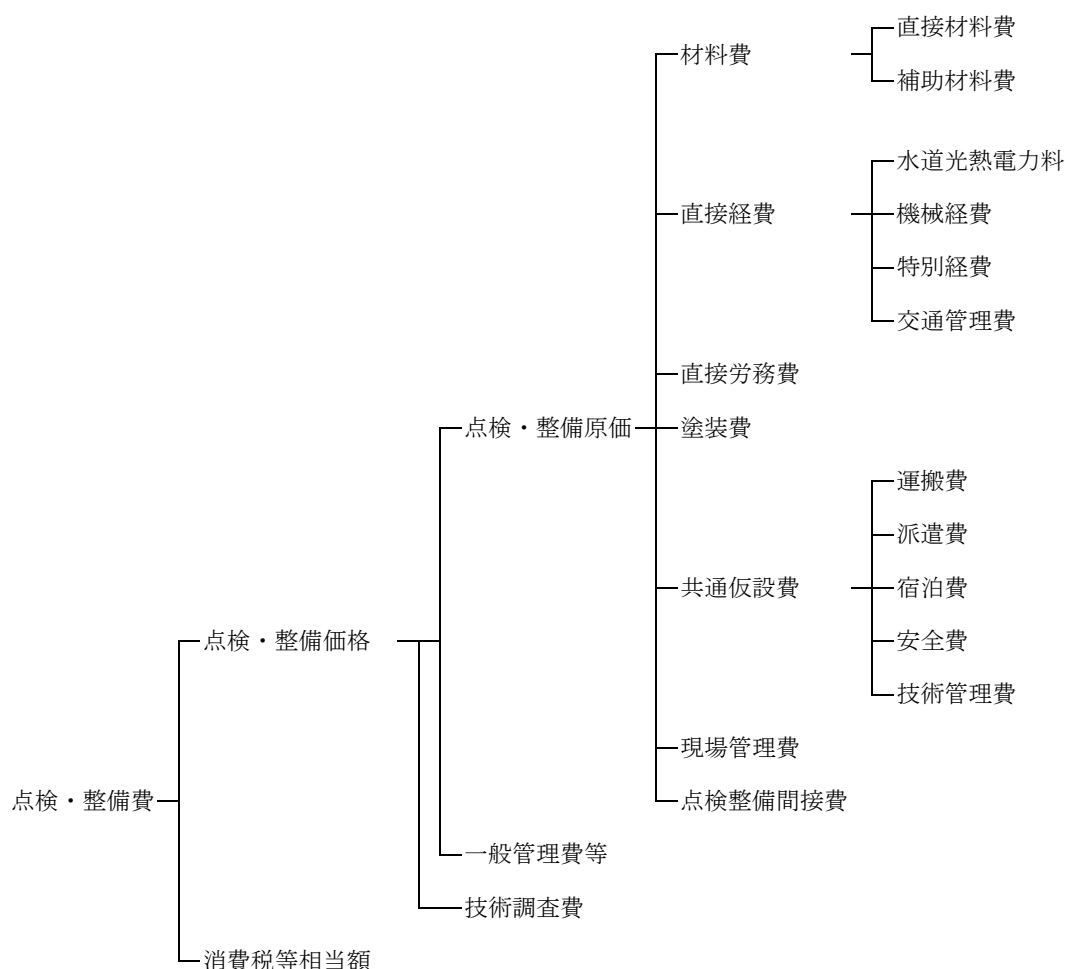 直接材料費
材料費
補助材料費
水道光熱電力料
直接経費
機械経費
特別経費
交通管理費
直接労務費
点検・整備原価
塗装費
運搬費
派遣費
共通仮設費
宿泊費
点検・整備価格
安全費
技術管理費
現場管理費
点検・整備費
点検整備間接費
一般管理費等
技術調査費
消費税等相当額